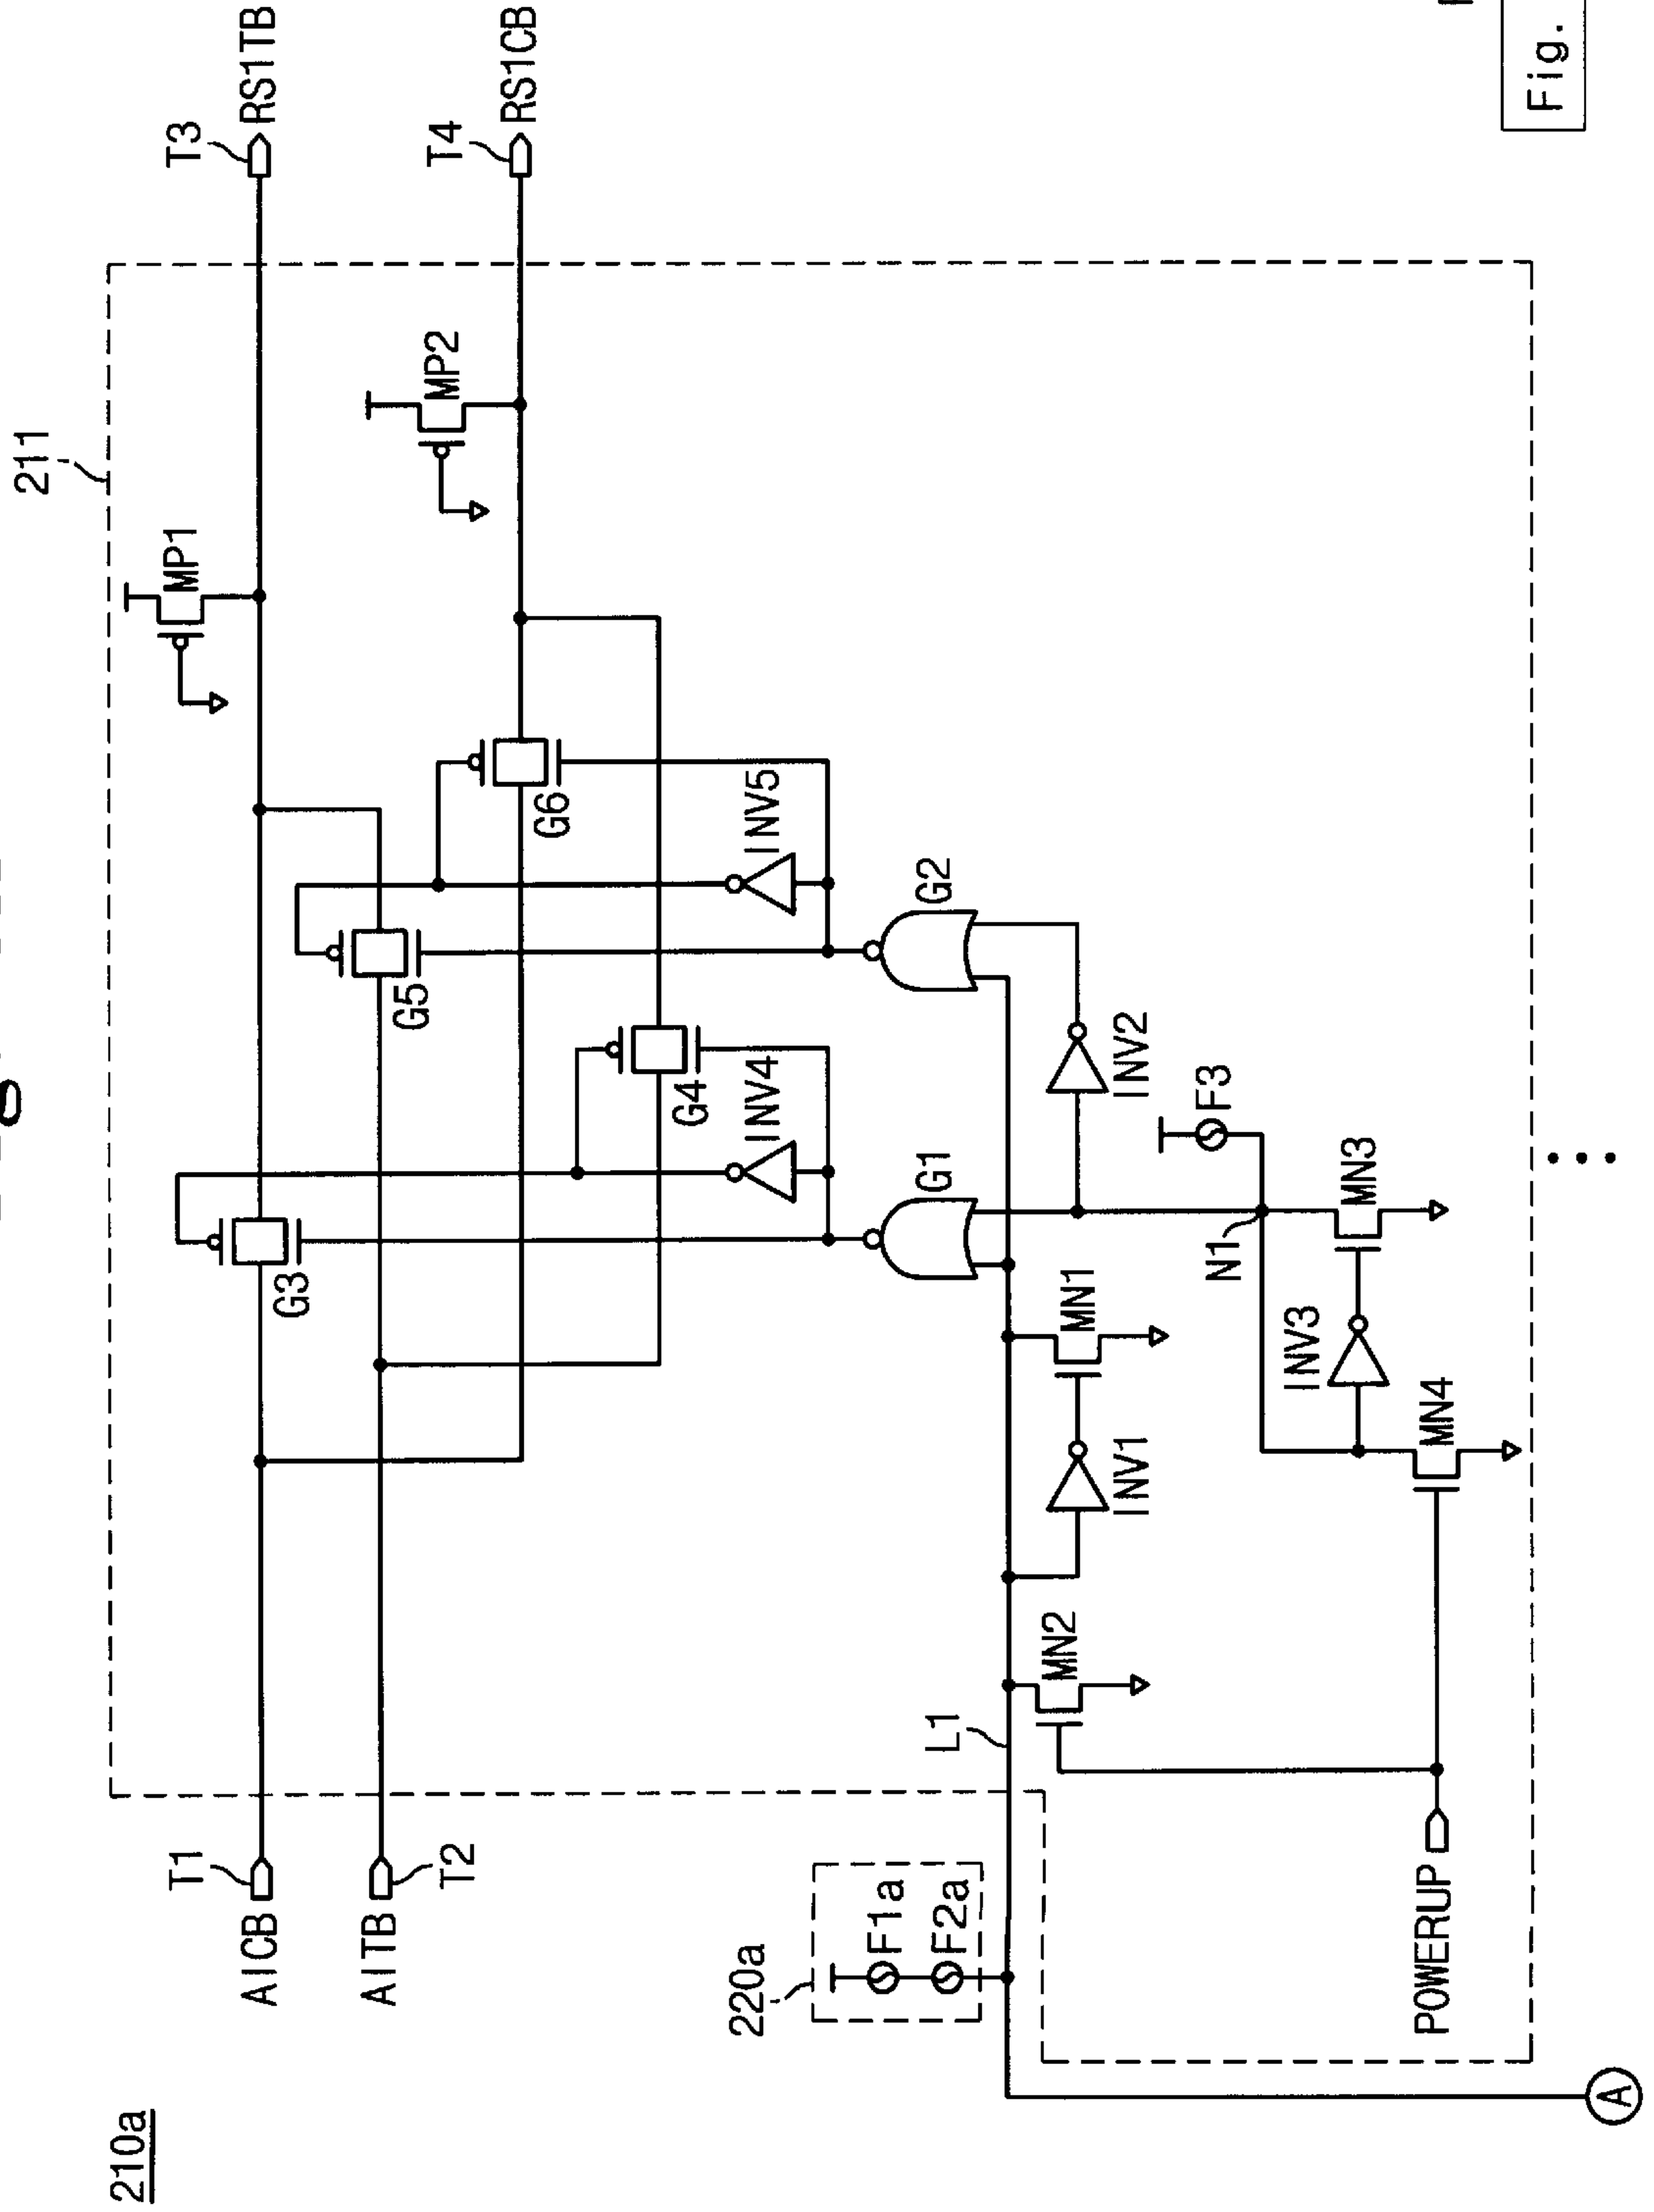 210a
211
T1
AICB
T3
RS1TB
MP1
AITB
T2
T4
RS1CB
MP2
G3
G5
G6
G4
INV4
INV5
220a
F1a
F2a
L1
G1
G2
MN2
INV1
MN1
INV2
N1
F3
POWERUP
MN4
INV3
MN3
A
Fig.